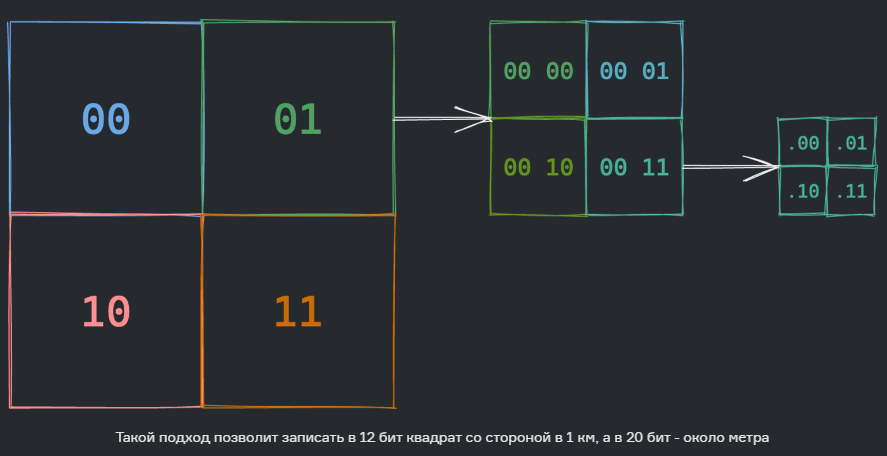 00 01
10 11
00 00 00 01
00 10 00 11
.00 .01
.10 .11
Такой подход позволит записать в 12 бит квадрат со стороной в 1 км, а в 20 бит - около метра